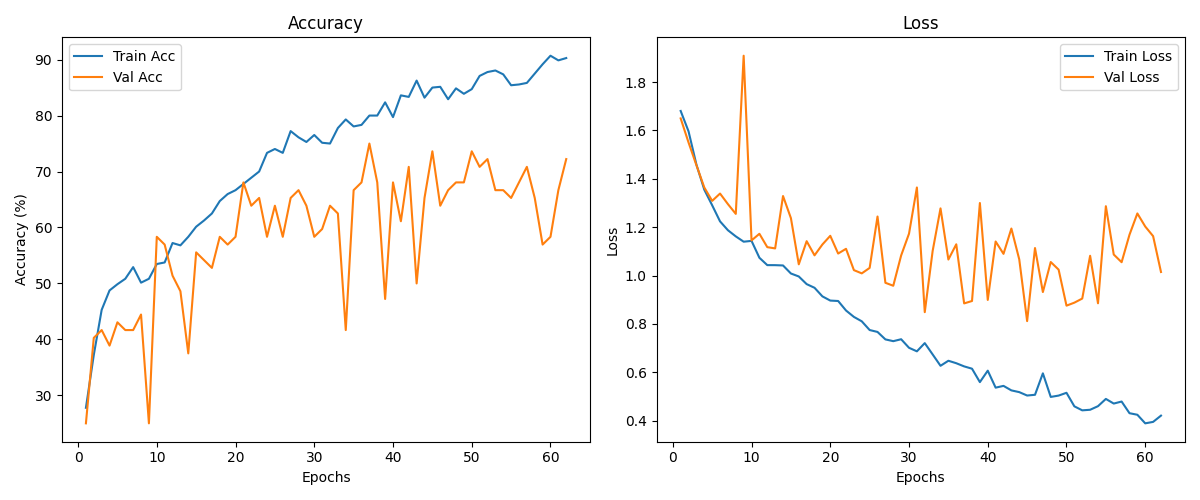 Accuracy
Train Acc
Val Acc
Accuracy (%)
90
80
70
60
50
40
30
0 10 20 30 40 50 60
Epochs
Loss
Train Loss
Val Loss
Loss
1.8
1.6
1.4
1.2
1.0
0.8
0.6
0.4
0 10 20 30 40 50 60
Epochs